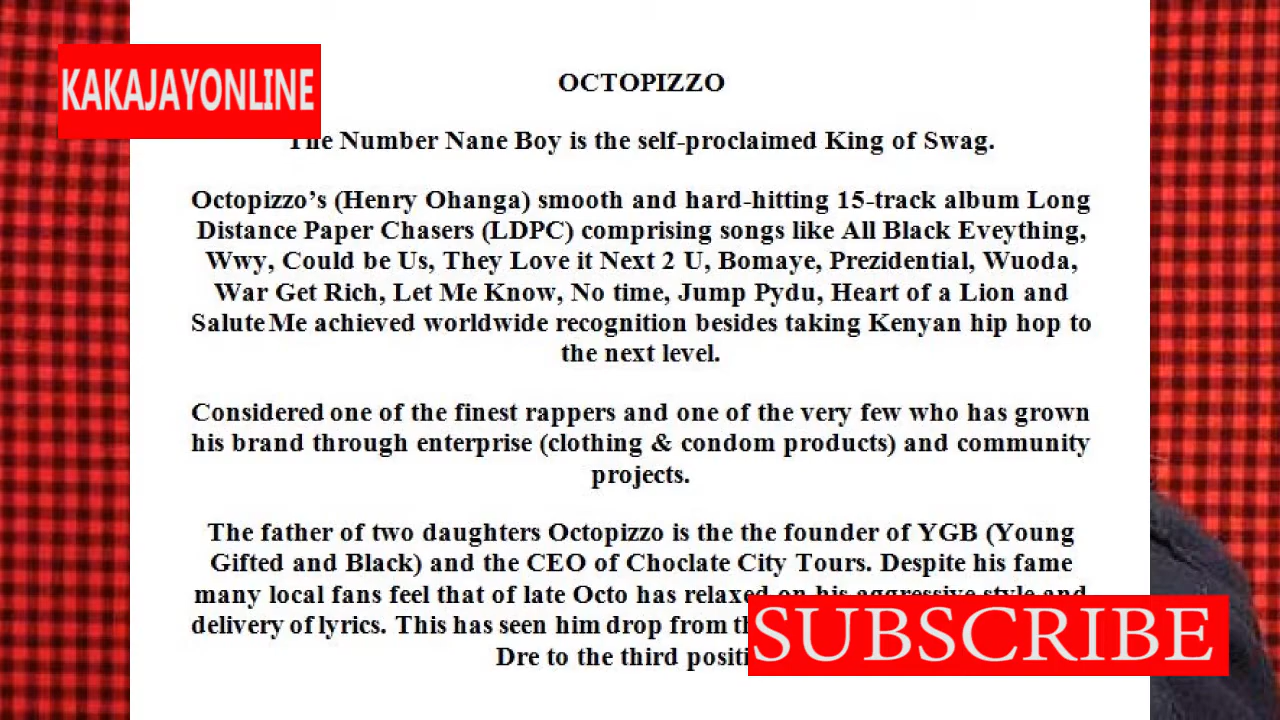 KAKAJAYONLINE
OCTOPIZZO
The Number Nane Boy is the self-proclaimed King of Swag.
Octopizzo’s (Henry Ohanga) smooth and hard-hitting 15-track album Long
Distance Paper Chasers (LDPC) comprising songs like All Black Eveything,
Wwy, Could be Us, They Love it Next 2 U, Bomaye, Prezidential, Wuoda,
War Get Rich, Let Me Know, No time, Jump Pydu, Heart of a Lion and
Salute Me achieved worldwide recognition besides taking Kenyan hip hop to
the next level.
Considered one of the finest rappers and one of the very few who has grown
his brand through enterprise (clothing & condom products) and community
projects.
The father of two daughters Octopizzo is the the founder of YGB (Young
Gifted and Black) and the CEO of Choclate City Tours. Despite his fame
many local fans feel that of late Octo has relaxed on his aggressive style and
delivery of lyrics. This has seen him drop from
Dre to the third
SUBSCRIBE